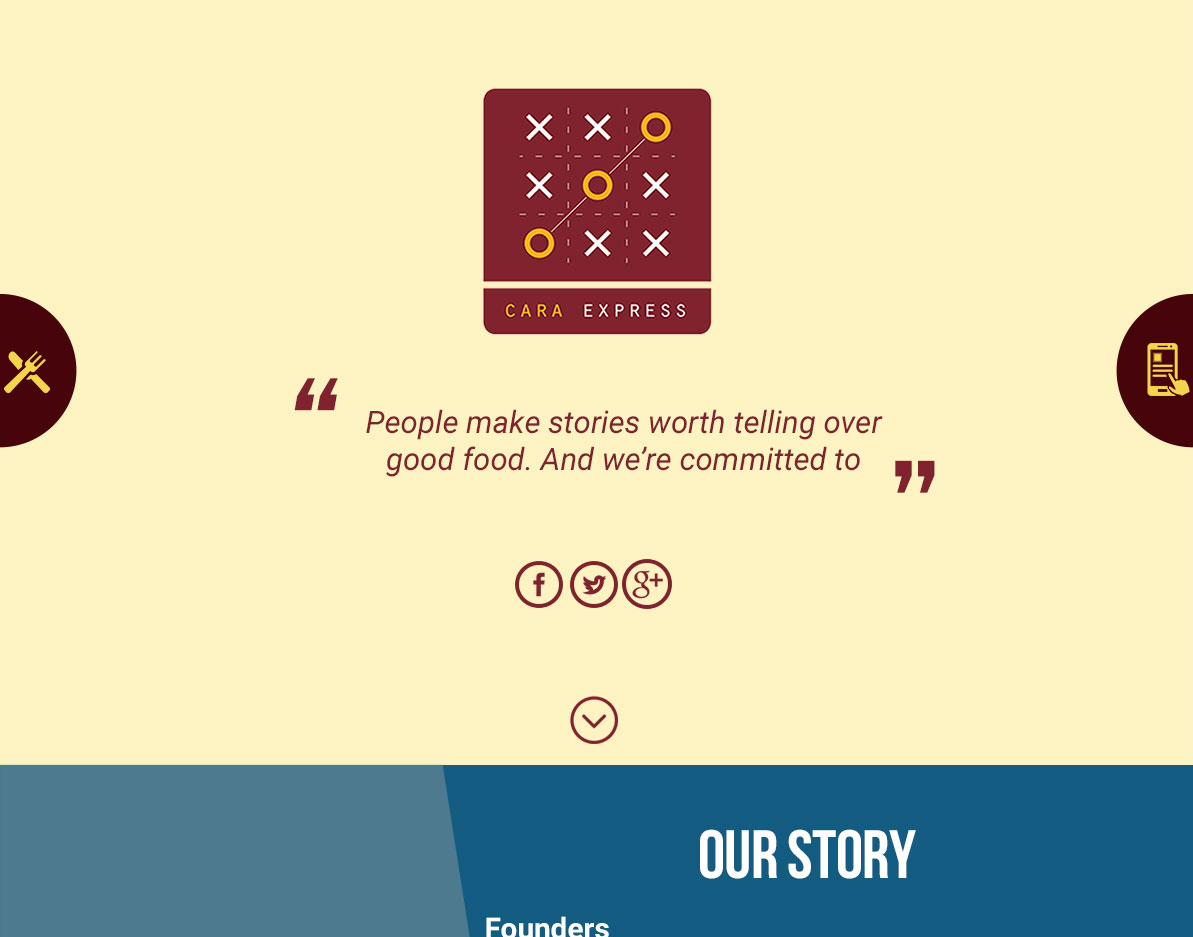 CARA EXPRESS
“ People make stories worth telling over
good food. And we’re committed to ”
OUR STORY
Founders